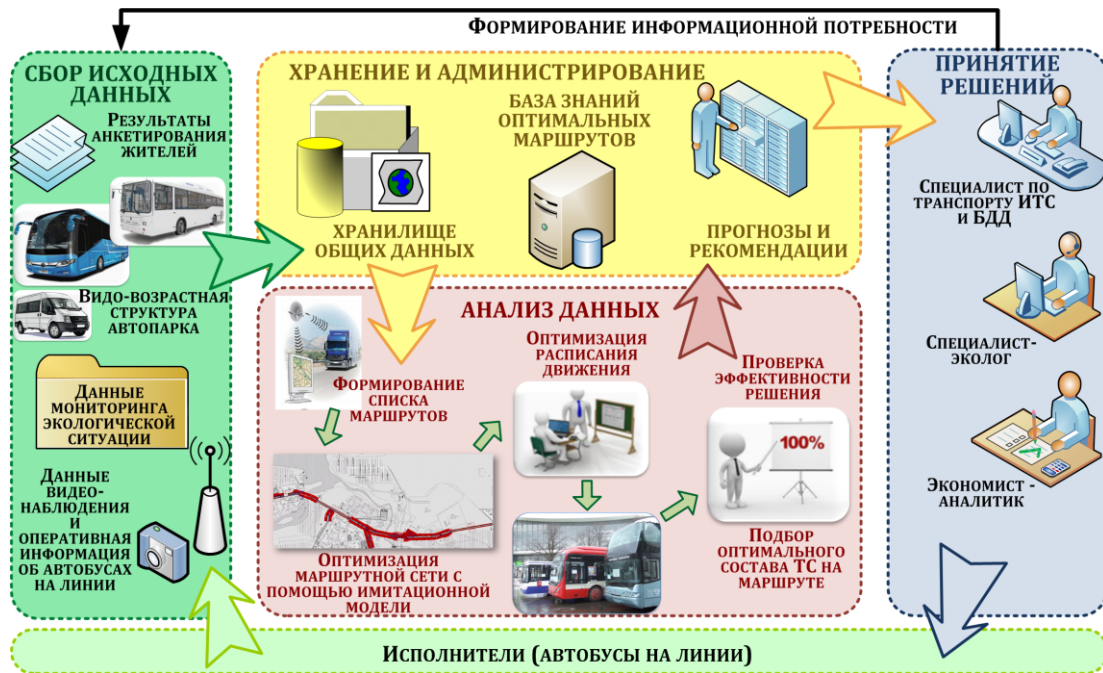 Формирование информационной потребности
Сбор исходных
данных
Результаты
анкетирования
жителей
Видо-возрастная
структура
автопарка
Данные
мониторинга
экологической
ситуации
Данные
видео-
наблюдения
и
оперативная
информация
об автобусах
на линии
Хранение и администрирование
База знаний
оптимальных
маршрутов
Хранилище
общих данных
Прогнозы и
рекомендации
Анализ данных
Формирование
списка
маршрутов
Оптимизация
расписания
движения
Проверка
эффективности
решения
100%
Оптимизация
маршрутной сети с
помощью имитационной
модели
Подбор
оптимального
состава ТС на
маршруте
Принятие
решений
Специалист по
транспорту ИТС
и БДД
Специалист-
эколог
Экономист -
аналитик
Исполнители (автобусы на линии)